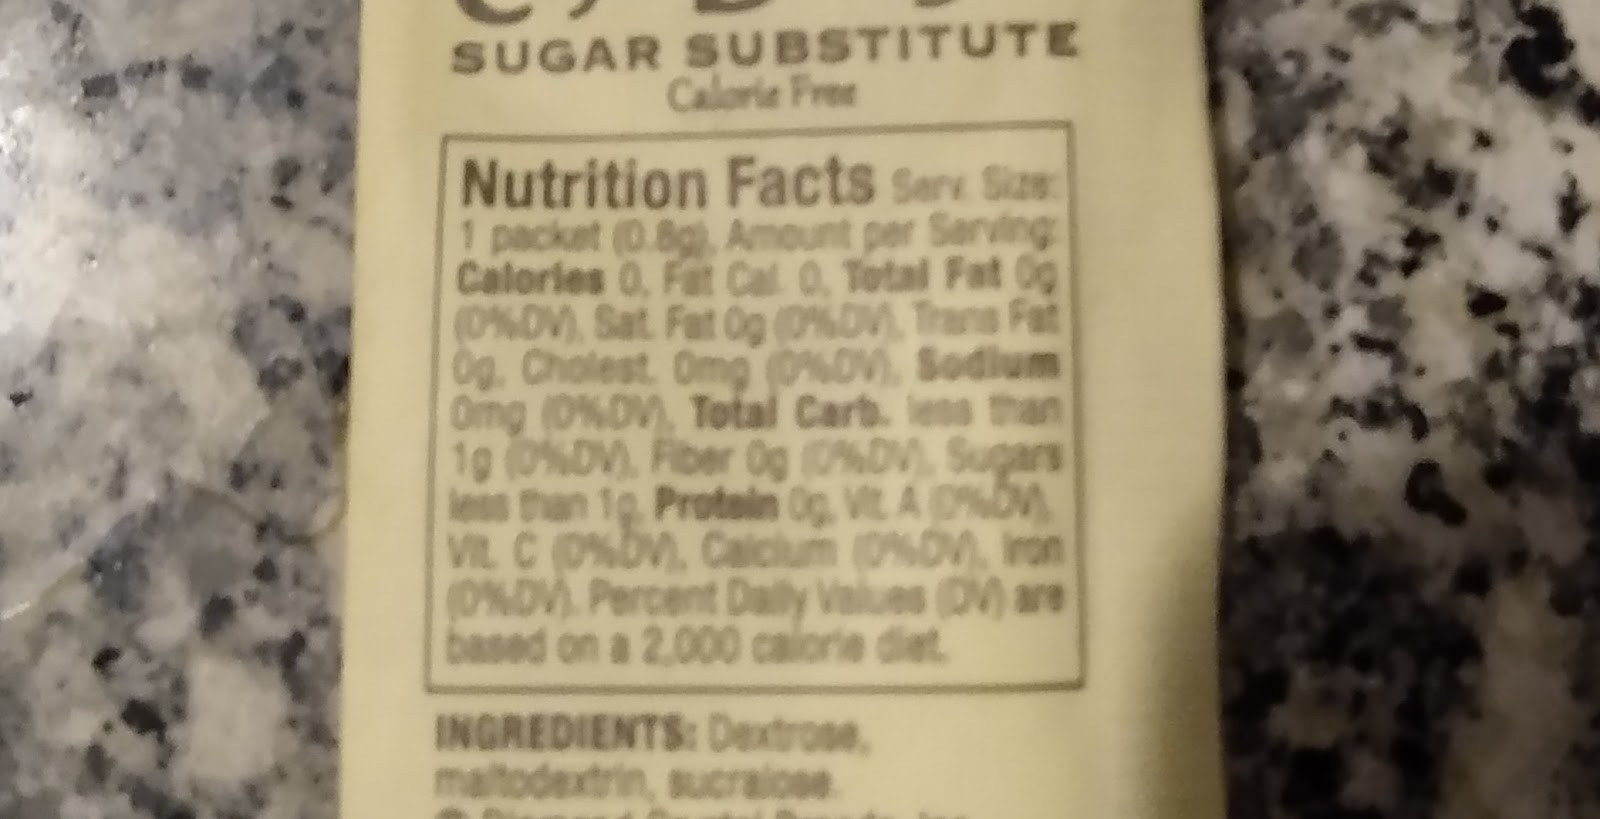 SUGAR SUBSTITUTE
Calorie Free
Nutrition Facts Serv. Size:
1 packet (0.8g), Amount per Serving:
Calories 0, Fat Cal. 0, Total Fat 0g
(0%DV), Sat. Fat 0g (0%DV), Trans Fat
0g, Cholest. 0mg (0%DV), Sodium
0mg (0%DV), Total Carb. less than
1g (0%DV), Fiber 0g (0%DV), Sugars
less than 1g, Protein 0g, Vit. A (0%DV),
Vit. C (0%DV), Calcium (0%DV), Iron
(0%DV). Percent Daily Values (DV) are
based on a 2,000 calorie diet.
INGREDIENTS: Dextrose,
maltodextrin, sucralose.